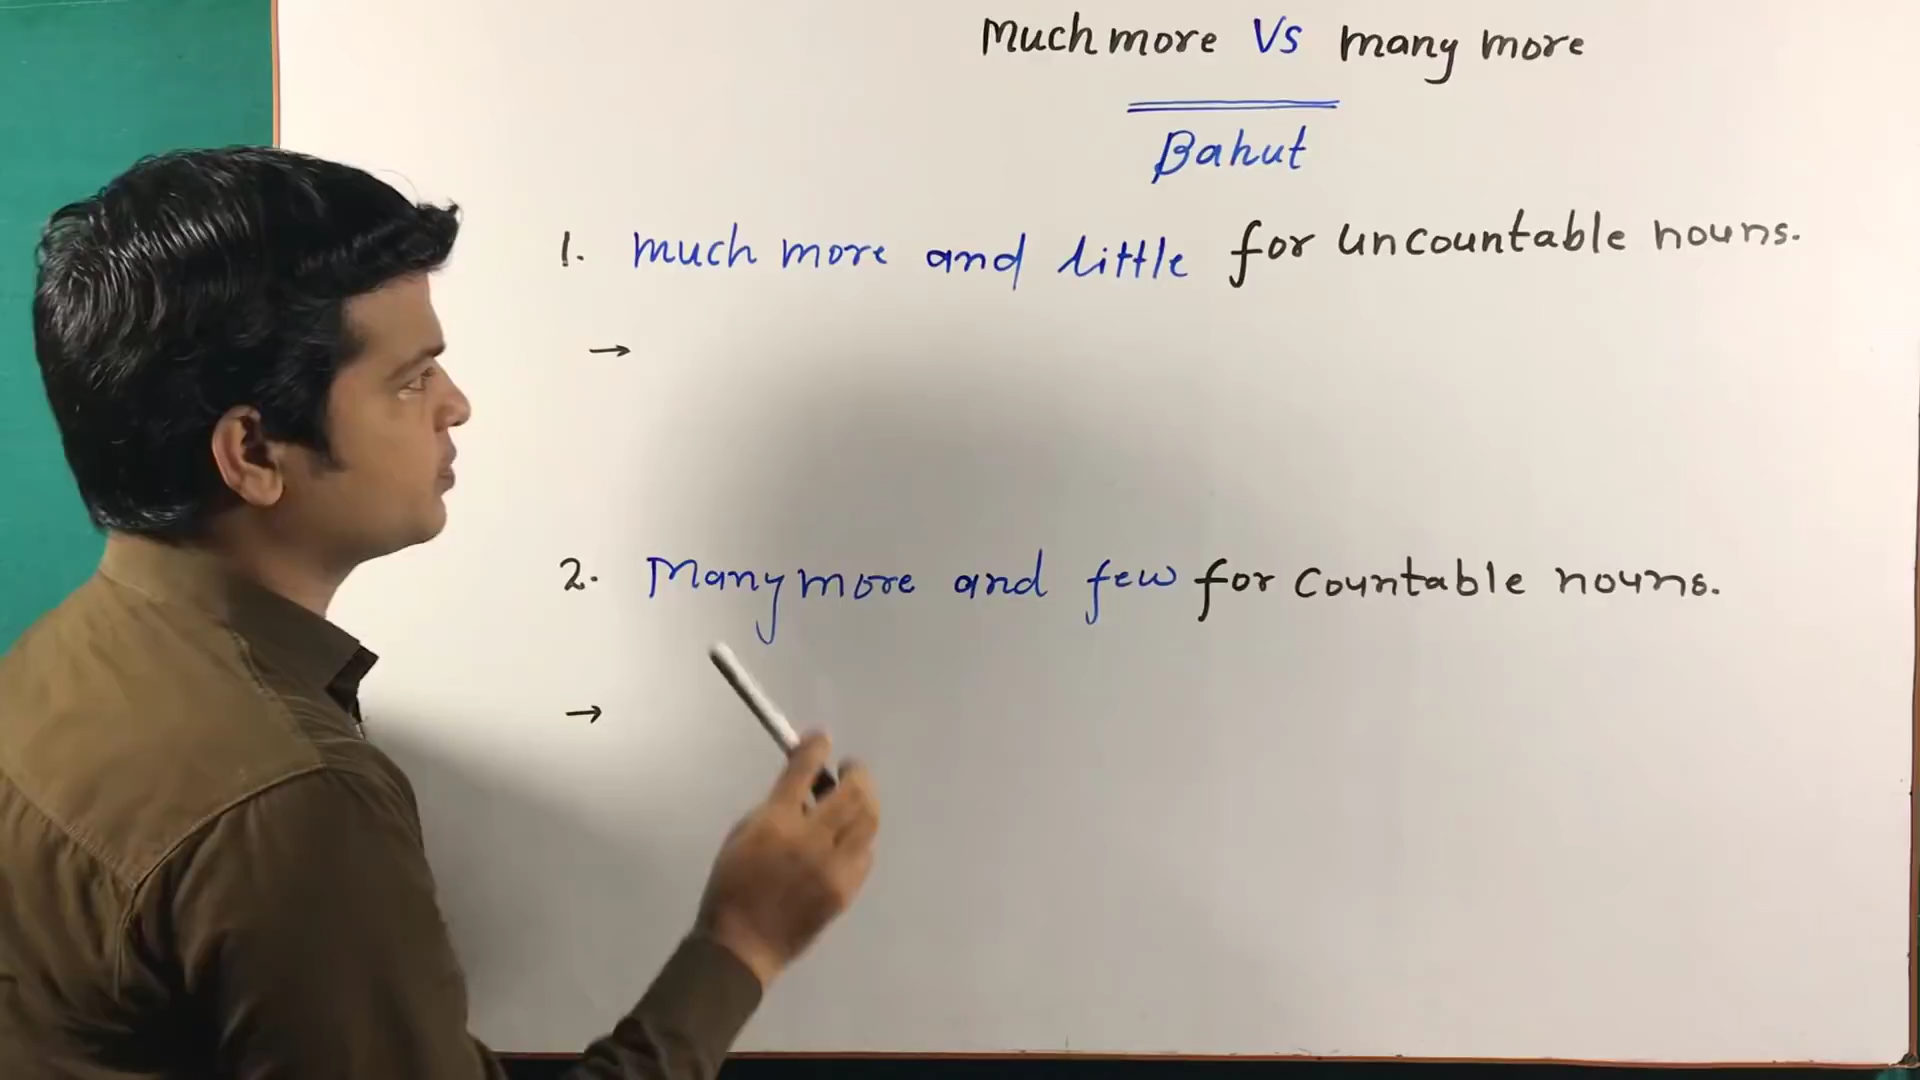 Much more Vs many more
Bahut
1. much more and little for uncountable nouns.
→
2. Many more and few for countable nouns.
→